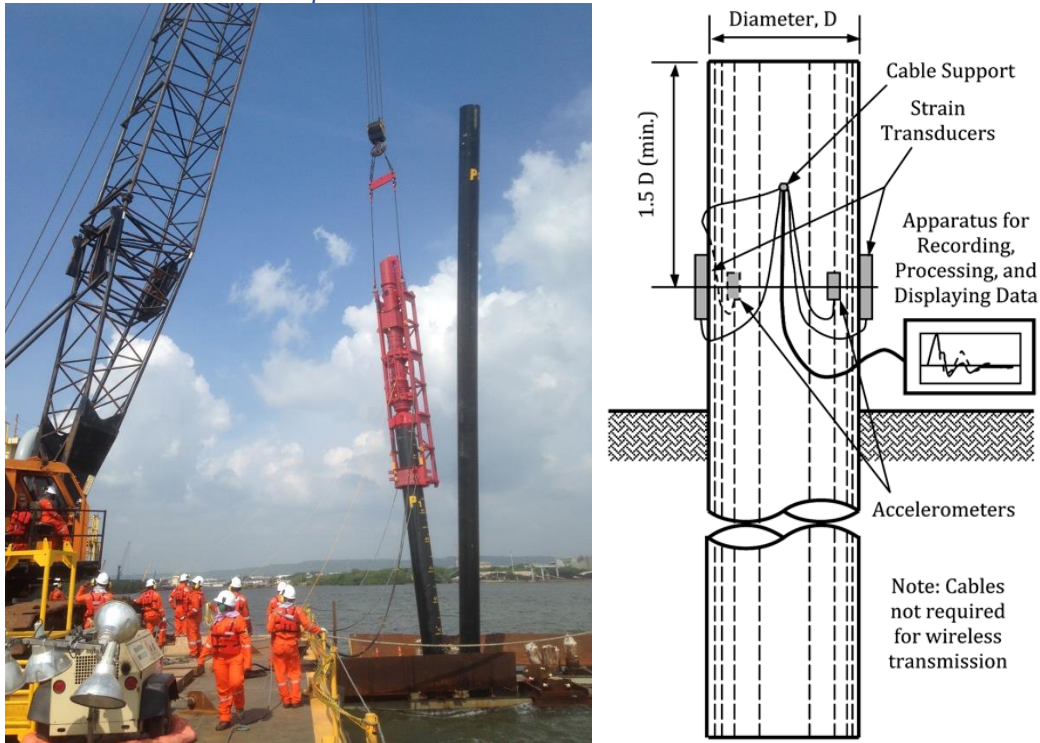 P
P
Diameter, D
Cable Support
Strain
Transducers
1.5 D (min.)
Apparatus for
Recording,
Processing, and
Displaying Data
Accelerometers
Note: Cables
not required
for wireless
transmission